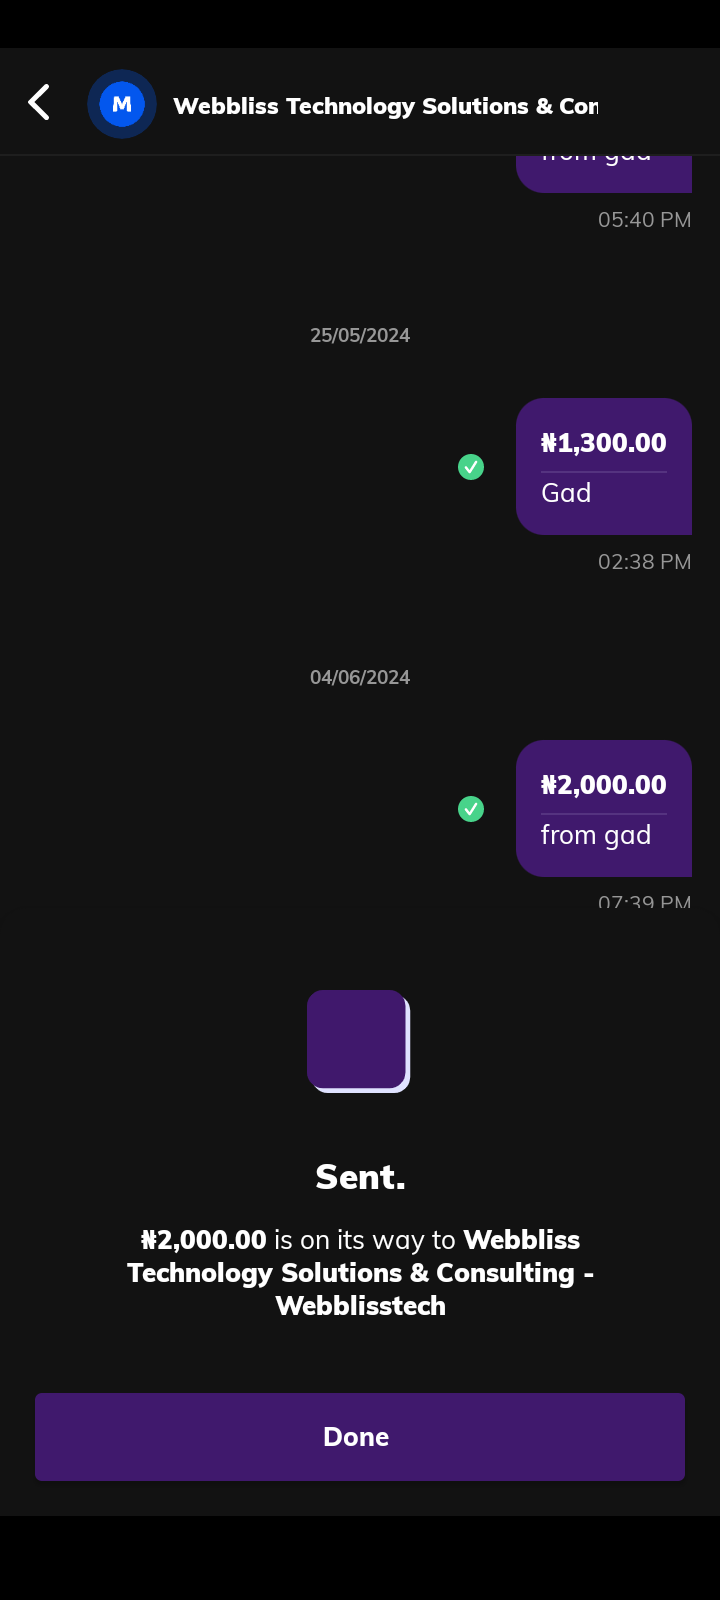 M
Webbliss Technology Solutions & Con
from gad
05:40 PM
25/05/2024
₦1,300.00
Gad
02:38 PM
04/06/2024
₦2,000.00
from gad
07:39 PM
Sent.
₦2,000.00 is on its way to Webbliss
Technology Solutions & Consulting -
Webblisstech
Done